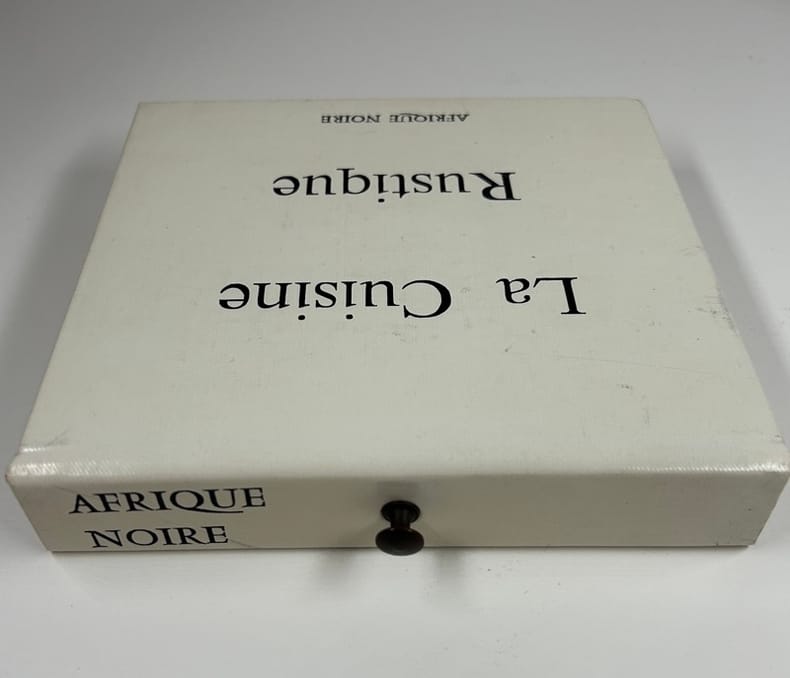 La Cuisine
Rustique
AFRIQUE NOIRE
AFRIQUE
NOIRE